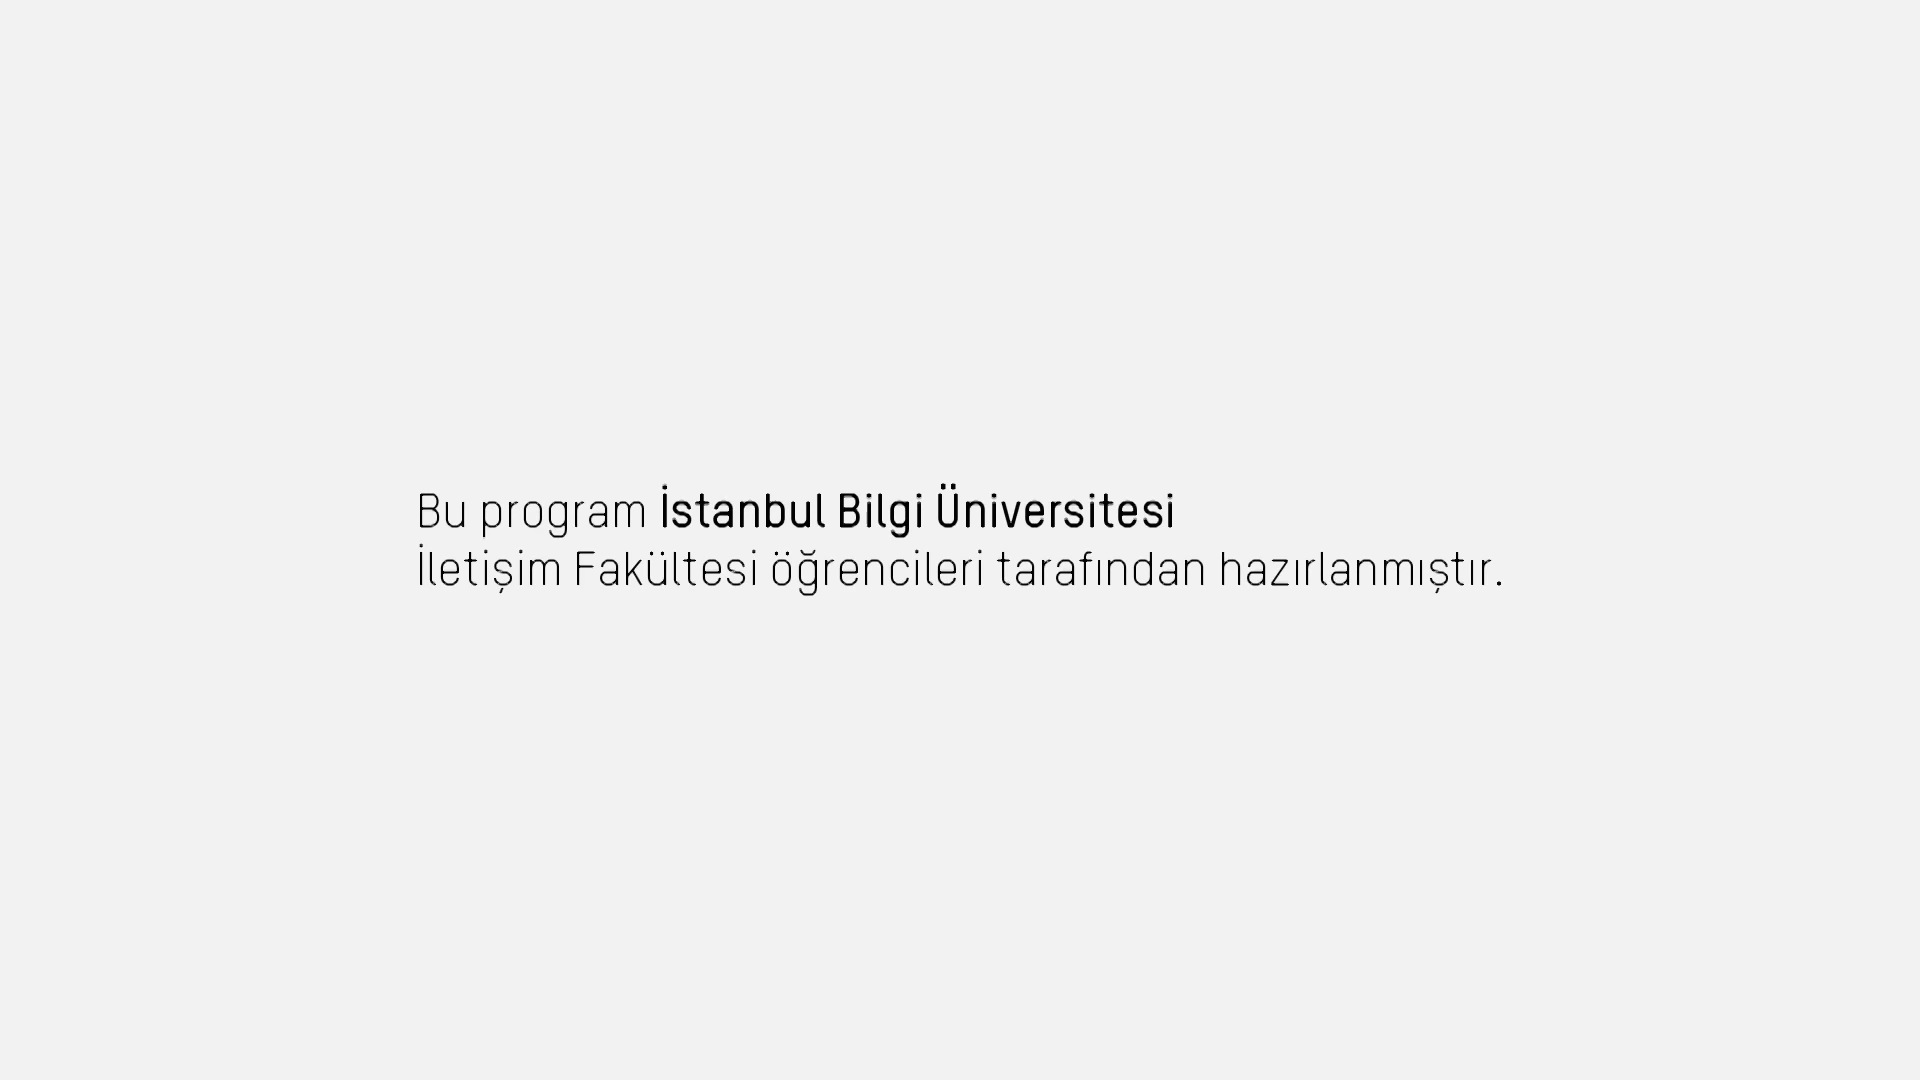 Bu program İstanbul Bilgi Üniversitesi
İletişim Fakültesi öğrencileri tarafından hazırlanmıştır.